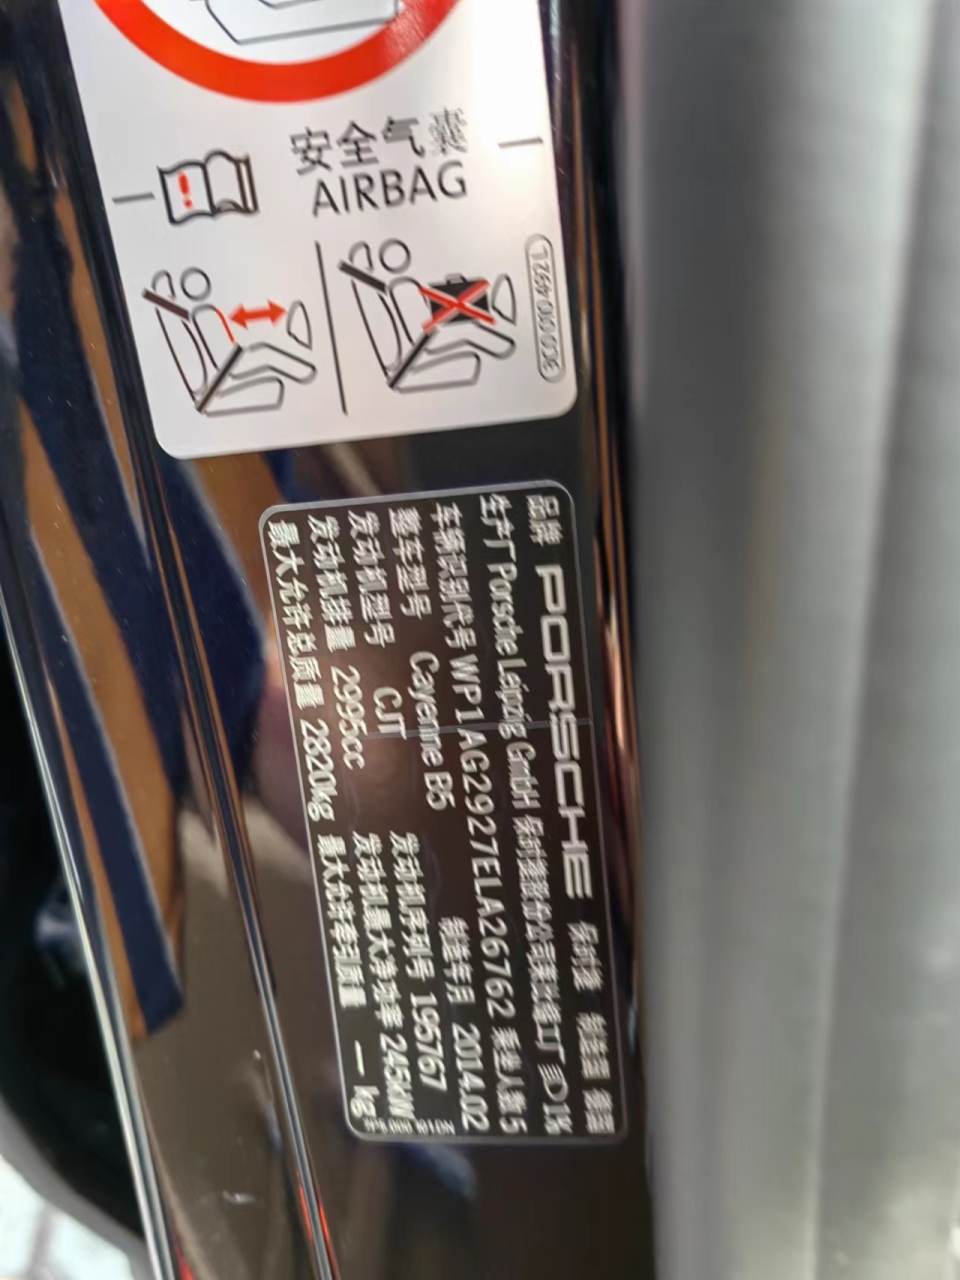 安全气囊
AIRBAG
品牌 PORSCHE 保时捷 制造国 德国
生产厂 Porsche Leipzig GmbH 保时捷股份公司莱比锡工厂
车辆识别代号 WP1AG2927ELA26762 乘坐人数 5
整车型号 Cayenne B5 制造年月 2014.02
发动机型号 CJT 发动机序列号 195767
发动机排量 2995cc 发动机最大净功率 245kW
最大允许总质量 2820kg 最大允许牵引质量 — kg